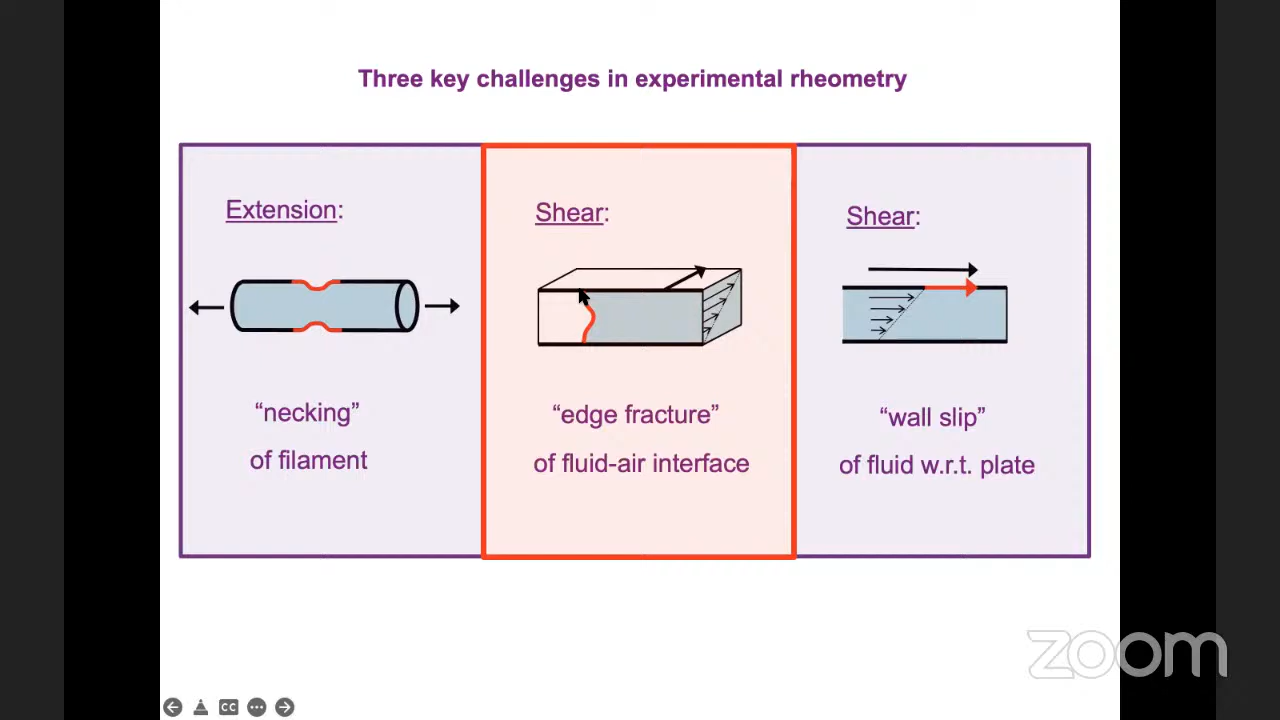 Three key challenges in experimental rheometry
Extension:
“necking”
of filament
Shear:
“edge fracture”
of fluid-air interface
Shear:
“wall slip”
of fluid w.r.t. plate
zoom
CC